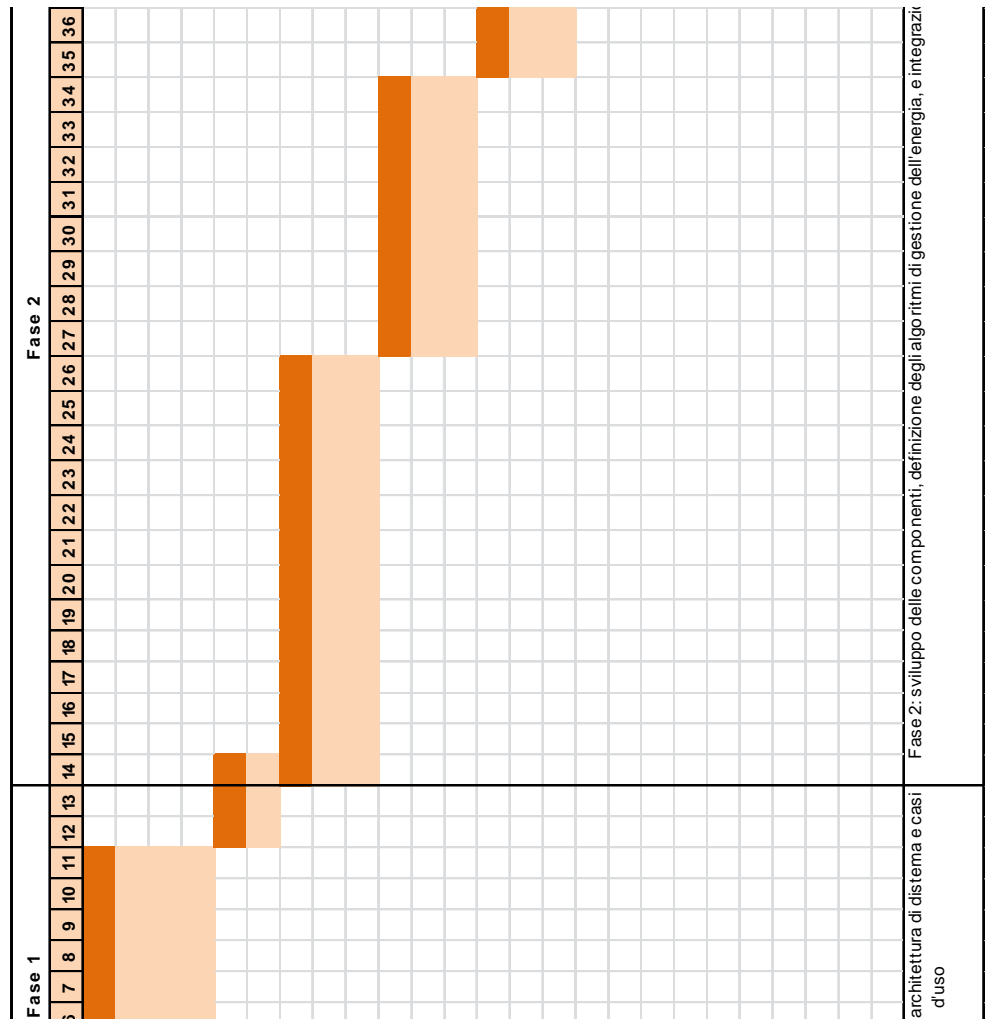 Fase 1
Fase 2
7 8 9 10 11 12 13 14 15 16 17 18 19 20 21 22 23 24 25 26 27 28 29 30 31 32 33 34 35 36
architettura di distema e casi
d'uso
Fase 2: sviluppo delle componenti, definizione degli algoritmi di gestione dell'energia, e